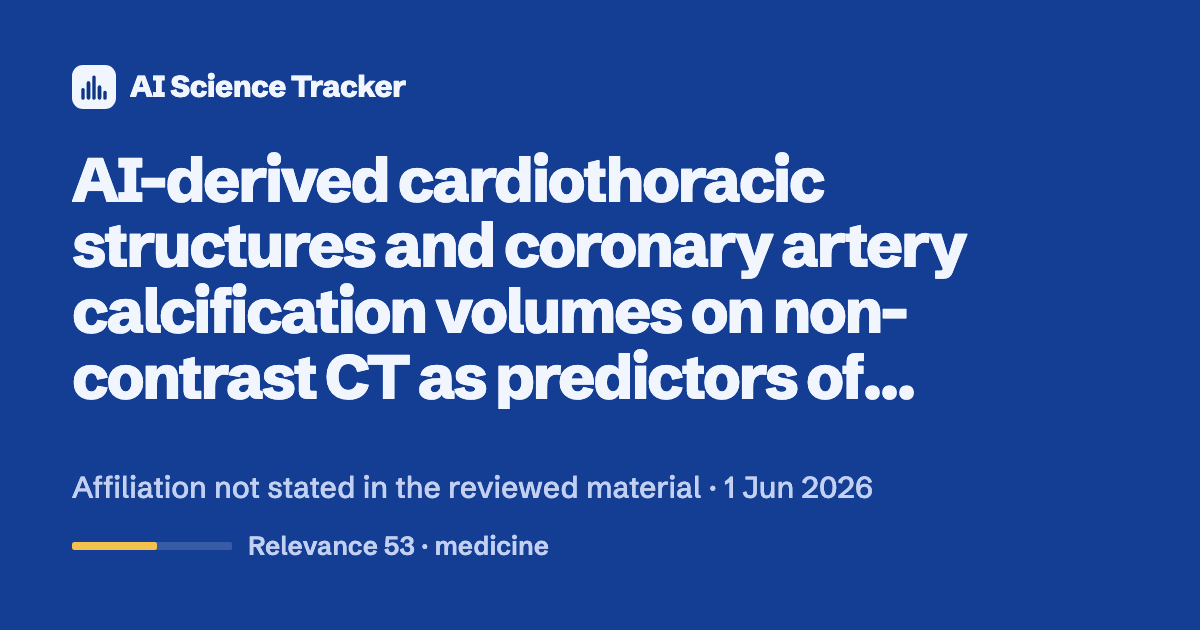 AI Science Tracker
AI-derived cardiothoracic
structures and coronary artery
calcification volumes on non-
contrast CT as predictors of...
Affiliation not stated in the reviewed material · 1 Jun 2026
Relevance 53 · medicine